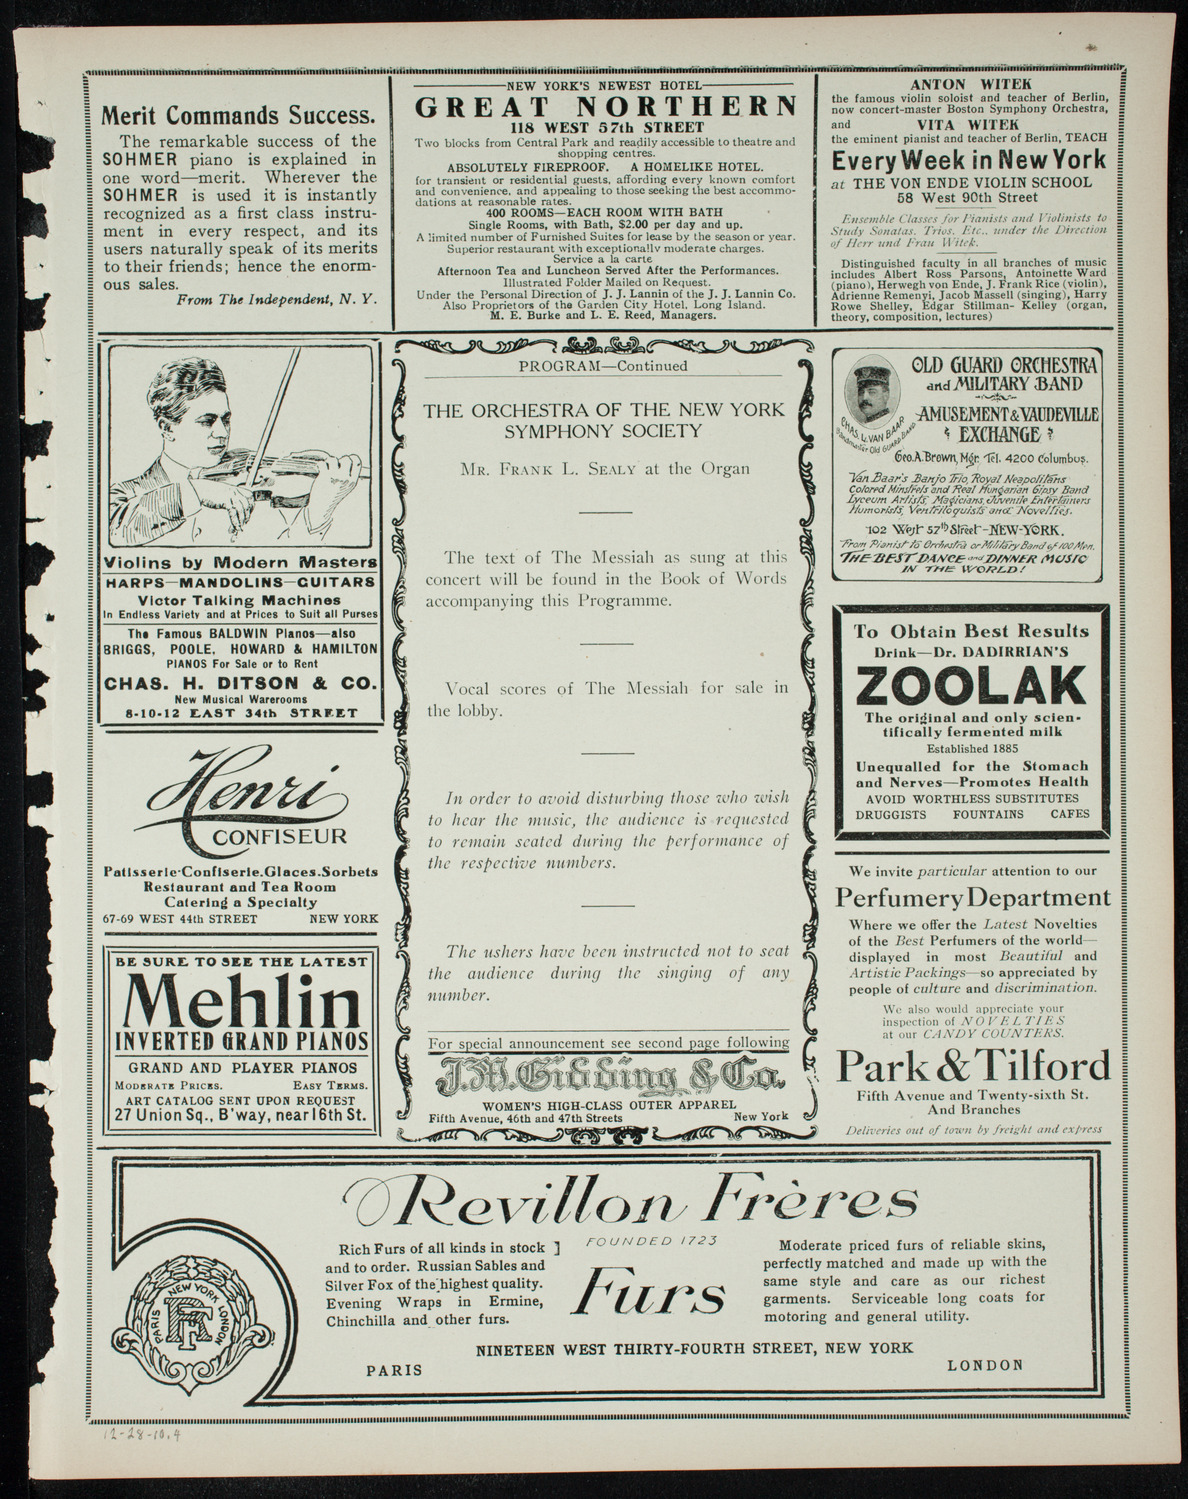 Merit Commands Success.
The remarkable success of the
SOHMER piano is explained in
one word—merit. Wherever the
SOHMER is used it is instantly
recognized as a first class instru-
ment in every respect, and its
users naturally speak of its merits
to their friends; hence the enorm-
ous sales.
From The Independent, N. Y.
NEW YORK'S NEWEST HOTEL
GREAT NORTHERN
118 WEST 57th STREET
Two blocks from Central Park and readily accessible to theatre and
shopping centres.
ABSOLUTELY FIREPROOF. A HOMELIKE HOTEL.
for transient or residential guests, affording every known comfort
and convenience, and appealing to those seeking the best accommo-
dations at reasonable rates.
400 ROOMS—EACH ROOM WITH BATH
Single Rooms, with Bath, $2.00 per day and up.
A limited number of Furnished Suites for lease by the season or year.
Superior restaurant with exceptionally moderate charges.
Service a la carte
Afternoon Tea and Luncheon Served After the Performances.
Illustrated Folder Mailed on Request.
Under the Personal Direction of J. J. Lannin of the J. J. Lannin Co.
Also Proprietors of the Garden City Hotel, Long Island.
M. E. Burke and L. E. Reed, Managers.
ANTON WITEK
the famous violin soloist and teacher of Berlin,
now concert-master Boston Symphony Orchestra,
and VITA WITEK
the eminent pianist and teacher of Berlin, TEACH
Every Week in New York
at THE VON ENDE VIOLIN SCHOOL
58 West 90th Street
Ensemble Classes for Pianists and Violinists to
Study Sonatas, Trios, Etc., under the Direction
of Herr und Frau Witek.
Distinguished faculty in all branches of music
includes Albert Ross Parsons, Antoinette Ward
(piano), Herwegh von Ende, J. Frank Rice (violin),
Adrienne Remenyi, Jacob Massell (singing), Harry
Rowe Shelley, Edgar Stillman-Kelley (organ,
theory, composition, lectures)
Violins by Modern Masters
HARPS—MANDOLINS—GUITARS
Victor Talking Machines
In Endless Variety and at Prices to Suit all Purses
The Famous BALDWIN Pianos—also
BRIGGS, POOLE, HOWARD & HAMILTON
PIANOS For Sale or to Rent
CHAS. H. DITSON & CO.
New Musical Warerooms
8-10-12 EAST 34th STREET
Henri
CONFISEUR
Patisserie·Confiserie.Glaces.Sorbets
Restaurant and Tea Room
Catering a Specialty
67-69 WEST 44th STREET NEW YORK
BE SURE TO SEE THE LATEST
Mehlin
INVERTED GRAND PIANOS
GRAND AND PLAYER PIANOS
MODERATE PRICES. EASY TERMS.
ART CATALOG SENT UPON REQUEST
27 Union Sq., B'way, near 16th St.
PROGRAM—Continued
THE ORCHESTRA OF THE NEW YORK
SYMPHONY SOCIETY
MR. FRANK L. SEALY at the Organ
The text of The Messiah as sung at this
concert will be found in the Book of Words
accompanying this Programme.
Vocal scores of The Messiah for sale in
the lobby.
In order to avoid disturbing those who wish
to hear the music, the audience is requested
to remain seated during the performance of
the respective numbers.
The ushers have been instructed not to seat
the audience during the singing of any
number.
For special announcement see second page following
J.M. Gidding & Co.
WOMEN'S HIGH-CLASS OUTER APPAREL
Fifth Avenue, 46th and 47th Streets New York
OLD GUARD ORCHESTRA
and MILITARY BAND
AMUSEMENT & VAUDEVILLE
EXCHANGE
CHAS. L. VAN BAAR
Bandmaster Old Guard Band
Geo. A. Brown, Mgr. Tel. 4200 Columbus.
Van Baar's Banjo Trio, Royal Neapolitans
Colored Minstrels and Real Hungarian Gipsy Band
Lyceum Artists, Magicians, Juvenile Entertainers
Humorists, Ventriloquists and Novelties.
102 West 57th Street-NEW-YORK.
From Pianist to Orchestra or Military Band of 100 Men.
THE BEST DANCE and DINNER MUSIC
IN THE WORLD!
To Obtain Best Results
Drink—Dr. DADIRRIAN'S
ZOOLAK
The original and only scien-
tifically fermented milk
Established 1885
Unequalled for the Stomach
and Nerves—Promotes Health
AVOID WORTHLESS SUBSTITUTES
DRUGGISTS FOUNTAINS CAFES
We invite particular attention to our
Perfumery Department
Where we offer the Latest Novelties
of the Best Perfumers of the world—
displayed in most Beautiful and
Artistic Packings—so appreciated by
people of culture and discrimination.
We also would appreciate your
inspection of NOVELTIES
at our CANDY COUNTERS.
Park & Tilford
Fifth Avenue and Twenty-sixth St.
And Branches
Deliveries out of town by freight and express
Revillon Frères
FOUNDED 1723
Furs
Rich Furs of all kinds in stock ]
and to order. Russian Sables and
Silver Fox of the highest quality.
Evening Wraps in Ermine,
Chinchilla and other furs.
Moderate priced furs of reliable skins,
perfectly matched and made up with the
same style and care as our richest
garments. Serviceable long coats for
motoring and general utility.
NINETEEN WEST THIRTY-FOURTH STREET, NEW YORK
PARIS LONDON
PARIS NEW YORK LONDON
RF
12-28-10.4